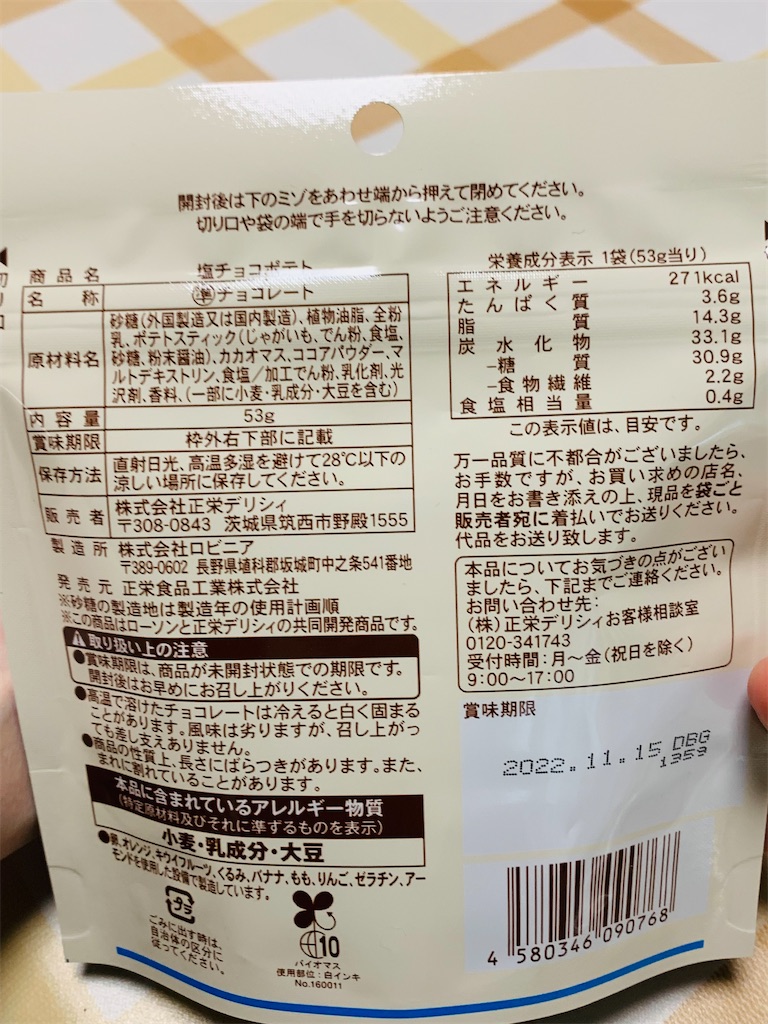 開封後は下のミゾをあわせ端から押えて閉めてください。
切り口や袋の端で手を切らないようご注意ください。
商品名 塩チョコポテト
名称 準チョコレート
原材料名 砂糖(外国製造又は国内製造)、植物油脂、全粉
乳、ポテトスティック(じゃがいも、でん粉、食塩、
砂糖、粉末醤油)、カカオマス、ココアパウダー、マ
ルトデキストリン、食塩/加工でん粉、乳化剤、光
沢剤、香料、(一部に小麦・乳成分・大豆を含む)
内容量 53g
賞味期限 枠外右下部に記載
保存方法 直射日光、高温多湿を避けて28℃以下の
涼しい場所に保存してください。
販売者 株式会社正栄デリシィ
〒308-0843 茨城県筑西市野殿1555
製造所 株式会社ロビニア
〒389-0602 長野県埴科郡坂城町中之条541番地
発売元 正栄食品工業株式会社
※砂糖の製造地は製造年の使用計画順
※この商品はローソンと正栄デリシィの共同開発商品です。
取り扱い上の注意
●賞味期限は、商品が未開封状態での期限です。
開封後はお早めにお召し上がりください。
●高温で溶けたチョコレートは冷えると白く固まる
ことがあります。風味は劣りますが、召し上がっ
ても差し支えありません。
●商品の性質上、長さにばらつきがあります。また、
まれに割れていることがあります。
本品に含まれているアレルギー物質
(特定原材料及びそれに準ずるものを表示)
小麦・乳成分・大豆
●卵、オレンジ、キウイフルーツ、くるみ、バナナ、もも、りんご、ゼラチン、アー
モンドを使用した設備で製造しています。
プラ
ごみに出す時は、
自治体の区分に
従ってください。
10
バイオマス
使用部位:白インキ
No.160011
栄養成分表示 1袋(53g当り)
エネルギー 271kcal
たんぱく質 3.6g
脂質 14.3g
炭水化物 33.1g
-糖質 30.9g
-食物繊維 2.2g
食塩相当量 0.4g
この表示値は、目安です。
万一品質に不都合がございましたら、
お手数ですが、お買い求めの店名、
月日をお書き添えの上、現品を袋ごと
販売者宛に着払いでお送りください。
代品をお送り致します。
本品についてお気づきの点がござい
ましたら、下記までご連絡ください。
お問い合わせ先:
(株)正栄デリシィお客様相談室
0120-341743
受付時間:月〜金(祝日を除く)
9:00〜17:00
賞味期限
2022.11.15 DBG
1359
4 580346 090768